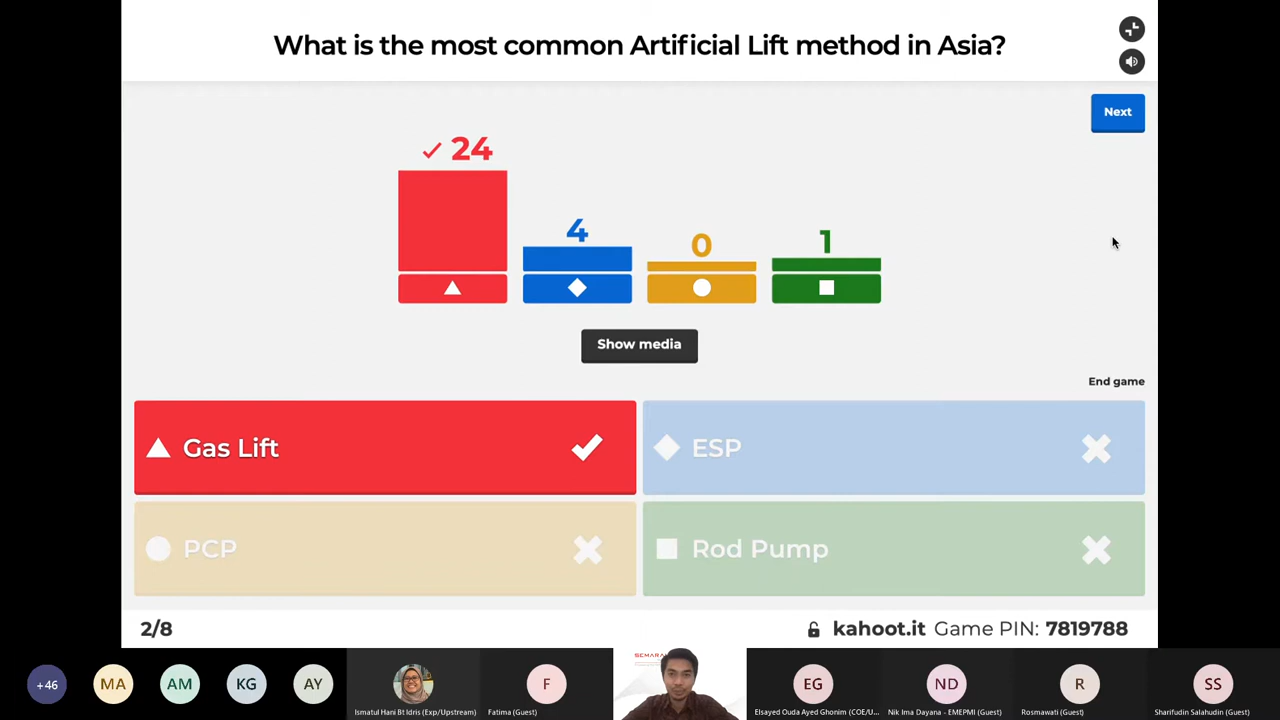 What is the most common Artificial Lift method in Asia?
Next
24
4
0
1
Show media
End game
Gas Lift
ESP
PCP
Rod Pump
2/8
kahoot.it Game PIN: 7819788
+46
MA
AM
KG
AY
Ismatul Hani Bt Idris (Exp/Upstream)
F
Fatima (Guest)
EG
Elsayed Ouda Ayed Ghonim (COE/U...
ND
Nik Ima Dayana - EMEPMI (Guest)
R
Rosmawati (Guest)
SS
Sharifudin Salahudin (Guest)